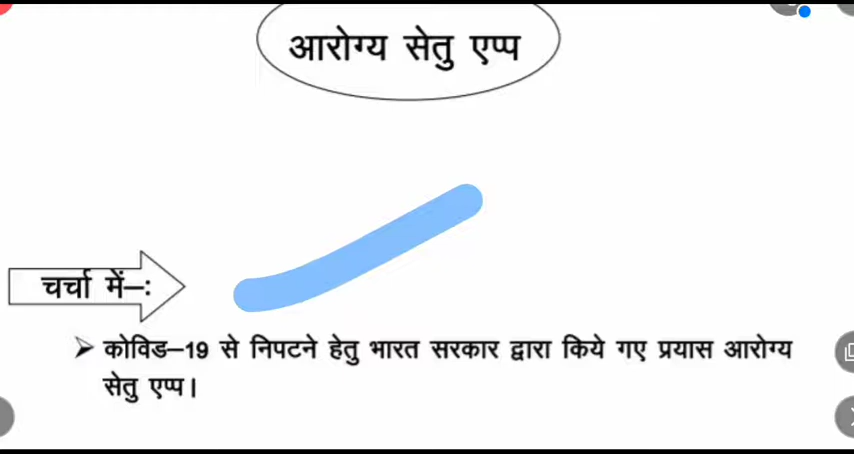 आरोग्य सेतु एप्प
चर्चा में–:
➢ कोविड–19 से निपटने हेतु भारत सरकार द्वारा किये गए प्रयास आरोग्य
सेतु एप्प।